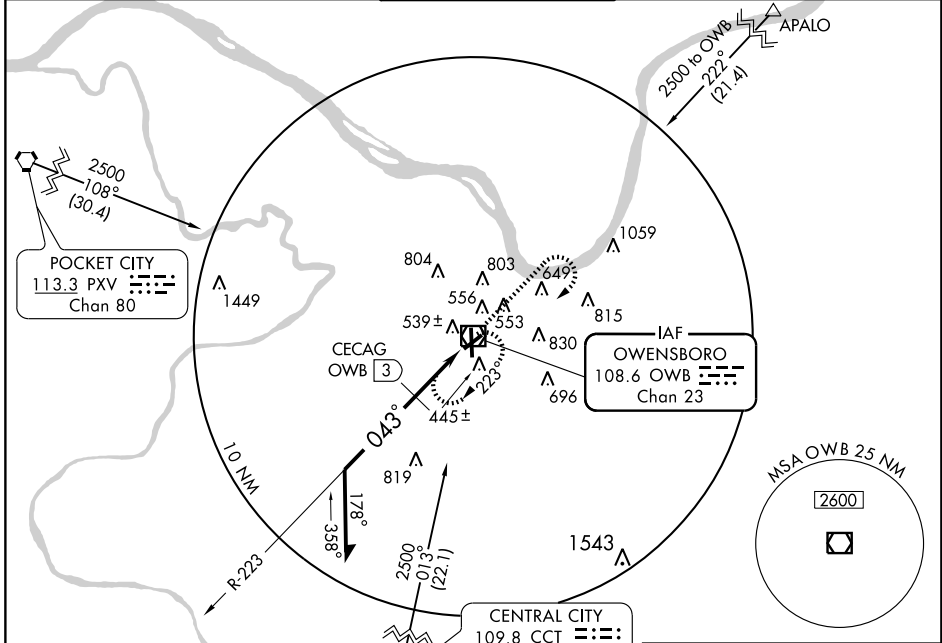 APALO
2500 to OWB
222°
(21.4)
2500
108°
(30.4)
POCKET CITY
113.3 PXV
Chan 80
1449
804
803
1059
649
556
553
815
539±
830
CECAG
OWB 3
IAF
OWENSBORO
108.6 OWB
Chan 23
696
223°
445±
043°
819
10 NM
178°
358°
R-223
2500
013°
(22.1)
1543
MSA OWB 25 NM
2600
CENTRAL CITY
109.8 CCT